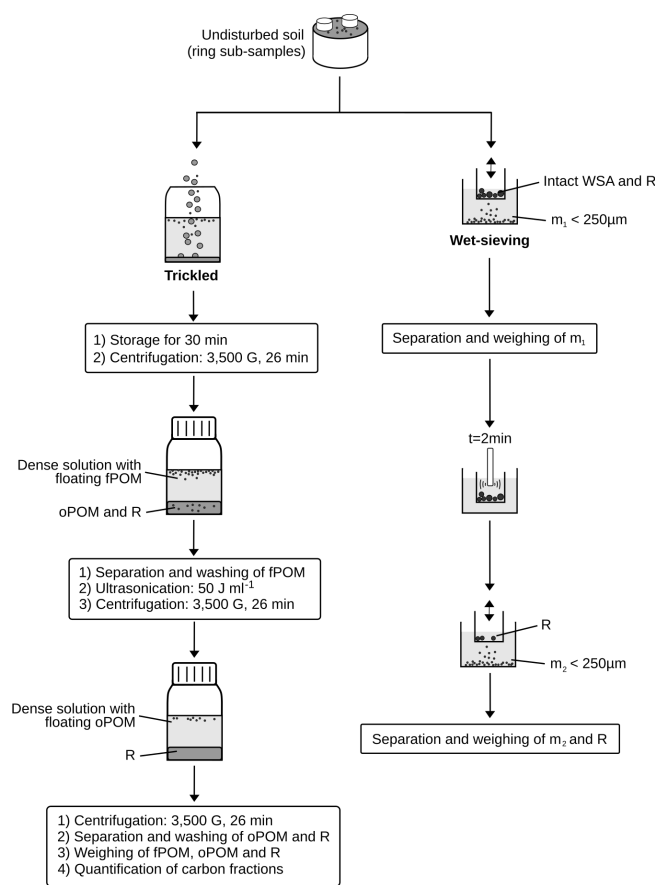 Undisturbed soil
(ring sub-samples)
Trickled
1) Storage for 30 min
2) Centrifugation: 3,500 G, 26 min
Dense solution with
floating fPOM
oPOM and R
1) Separation and washing of fPOM
2) Ultrasonication: 50 J ml⁻¹
3) Centrifugation: 3,500 G, 26 min
Dense solution with
floating oPOM
R
1) Centrifugation: 3,500 G, 26 min
2) Separation and washing of oPOM and R
3) Weighing of fPOM, oPOM and R
4) Quantification of carbon fractions
Intact WSA and R
m₁ < 250µm
Wet-sieving
Separation and weighing of m₁
t=2min
R
m₂ < 250µm
Separation and weighing of m₂ and R